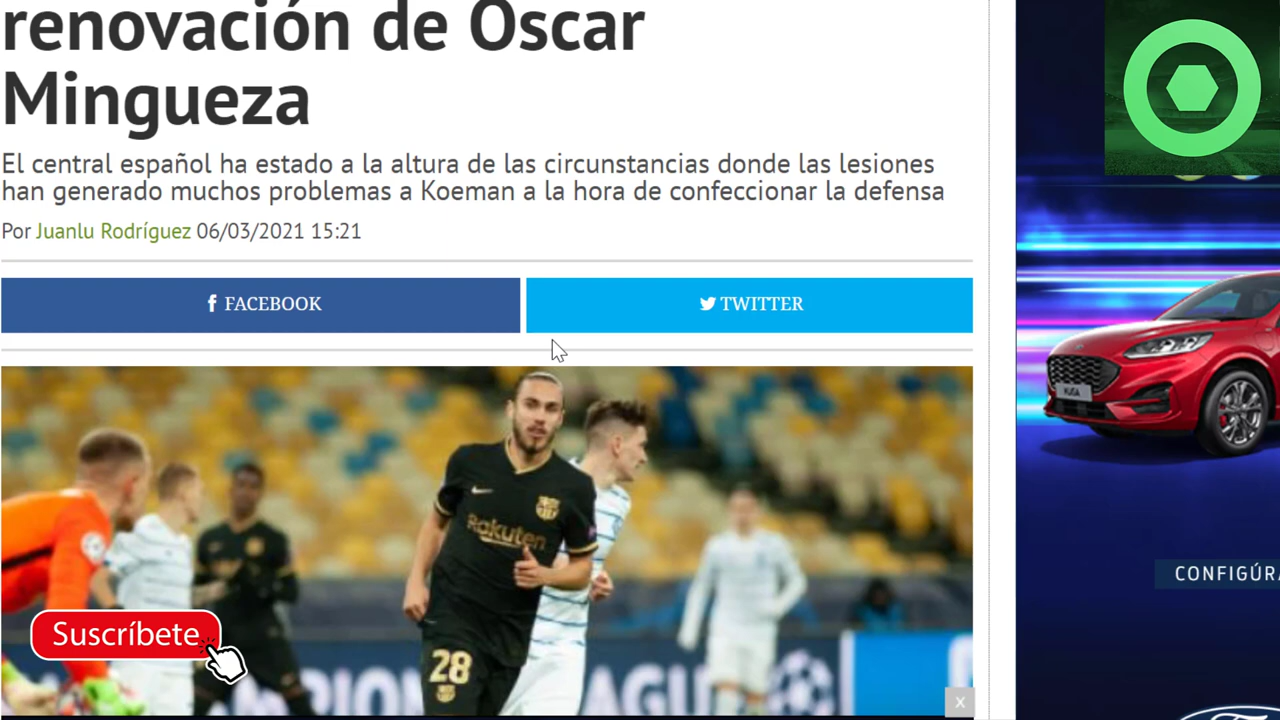 renovación de Óscar
Mingueza
El central español ha estado a la altura de las circunstancias donde las lesiones
han generado muchos problemas a Koeman a la hora de confeccionar la defensa
Por Juanlu Rodríguez 06/03/2021 15:21
f FACEBOOK
TWITTER
KUGA
Rakuten
28
Suscríbete
CONFIGÚRA
x